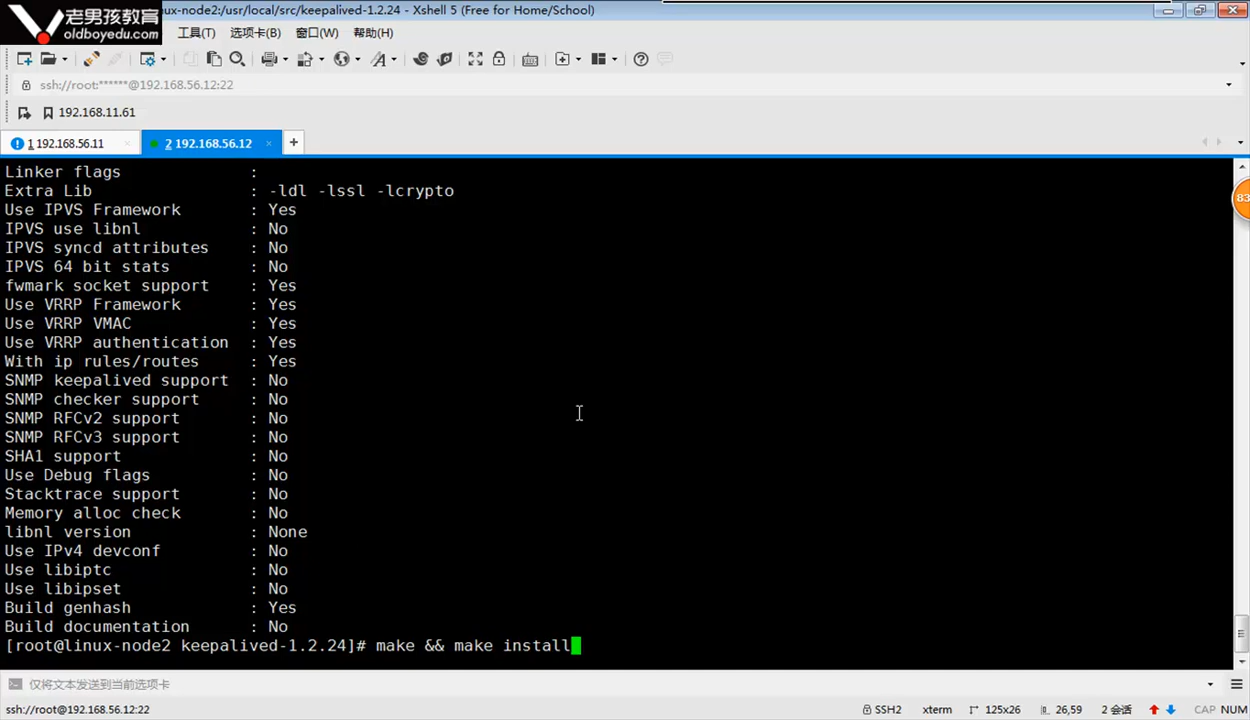 老男孩教育
oldboyedu.com
nux-node2:/usr/local/src/keepalived-1.2.24 - Xshell 5 (Free for Home/School)
工具(T) 选项卡(B) 窗口(W) 帮助(H)
ssh://root:******@192.168.56.12:22
192.168.11.61
1 192.168.56.11 × 2 192.168.56.12 × +
Linker flags :
Extra Lib : -ldl -lssl -lcrypto
Use IPVS Framework : Yes
IPVS use libnl : No
IPVS syncd attributes : No
IPVS 64 bit stats : No
fwmark socket support : Yes
Use VRRP Framework : Yes
Use VRRP VMAC : Yes
Use VRRP authentication : Yes
With ip rules/routes : Yes
SNMP keepalived support : No
SNMP checker support : No
SNMP RFCv2 support : No
SNMP RFCv3 support : No
SHA1 support : No
Use Debug flags : No
Stacktrace support : No
Memory alloc check : No
libnl version : None
Use IPv4 devconf : No
Use libiptc : No
Use libipset : No
Build genhash : Yes
Build documentation : No
[root@linux-node2 keepalived-1.2.24]# make && make install
83
仅将文本发送到当前选项卡
ssh://root@192.168.56.12:22 SSH2 xterm 125x26 26,59 2 会话 CAP NUM